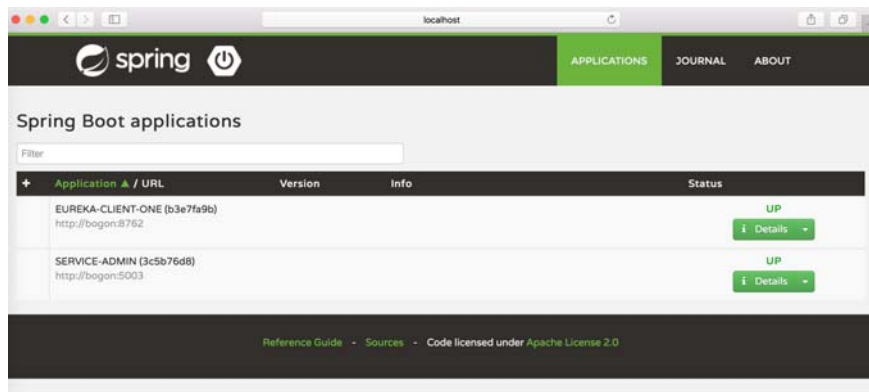 localhost
spring
APPLICATIONS JOURNAL ABOUT
Spring Boot applications
Filter
+ Application ▲ / URL Version Info Status
EUREKA-CLIENT-ONE (b3e7fa9b) UP
http://bogon:8762 i Details
SERVICE-ADMIN (3c5b76d8) UP
http://bogon:5003 i Details
Reference Guide - Sources - Code licensed under Apache License 2.0